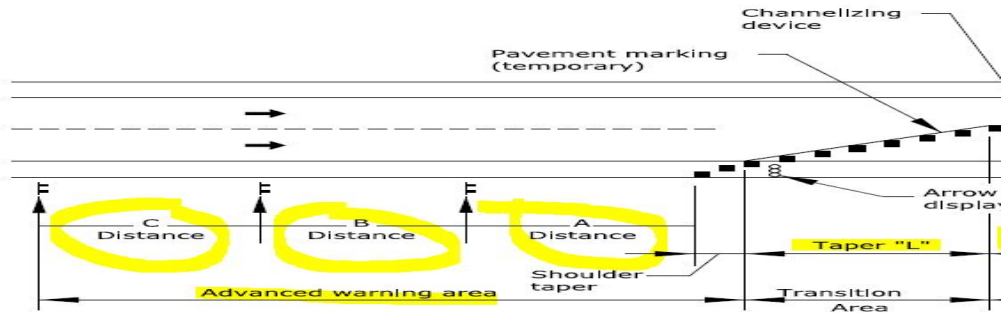 Channelizing
device
Pavement marking
(temporary)
Arrow
display
C
Distance
B
Distance
A
Distance
Taper "L"
Shoulder
taper
Advanced warning area
Transition
Area